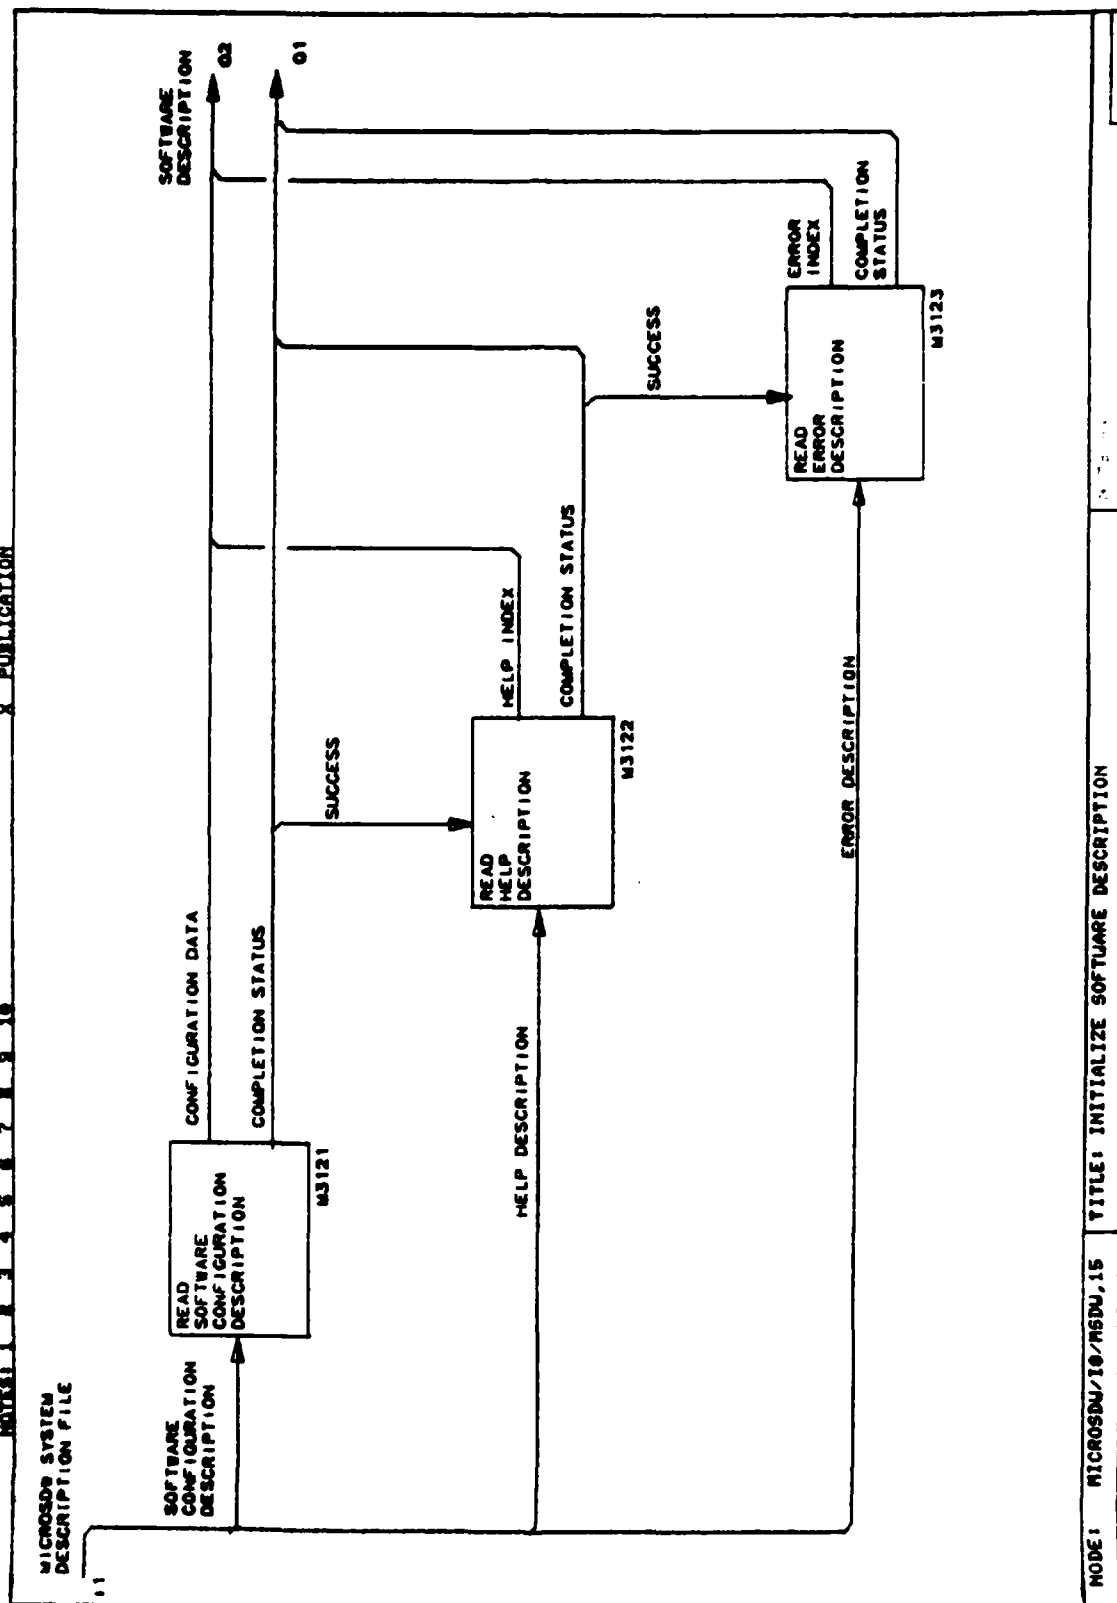 NOTES: 1 2 3 4 5 6 7 8 9 10
X PUBLICATION
MICROSDW SYSTEM
DESCRIPTION FILE
I1
SOFTWARE
CONFIGURATION
DESCRIPTION
READ
SOFTWARE
CONFIGURATION
DESCRIPTION
M3121
CONFIGURATION DATA
COMPLETION STATUS
SOFTWARE
DESCRIPTION
O2
O1
SUCCESS
HELP DESCRIPTION
READ
HELP
DESCRIPTION
M3122
HELP INDEX
COMPLETION STATUS
SUCCESS
ERROR DESCRIPTION
READ
ERROR
DESCRIPTION
M3123
ERROR
INDEX
COMPLETION
STATUS
NODE: MICROSDW/10/MSDW,15
TITLE: INITIALIZE SOFTWARE DESCRIPTION